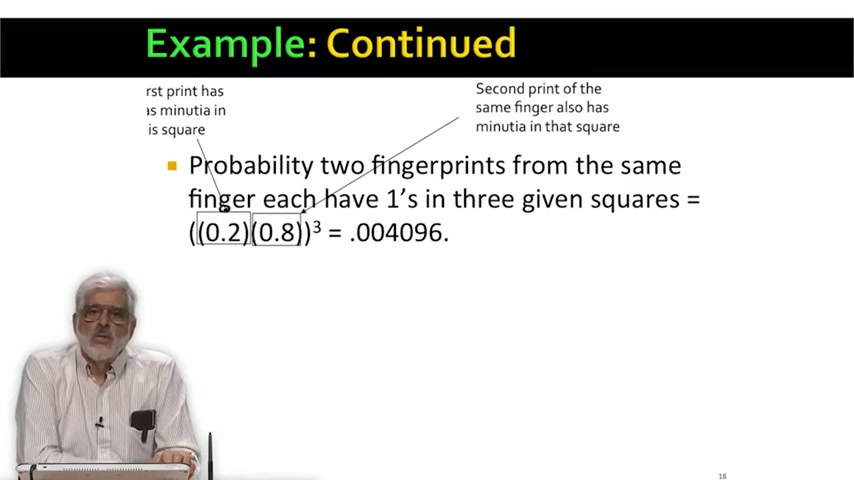 Example: Continued
rst print has
as minutia in
is square
Second print of the
same finger also has
minutia in that square
Probability two fingerprints from the same
finger each have 1's in three given squares =
((0.2)(0.8))³ = .004096.
18